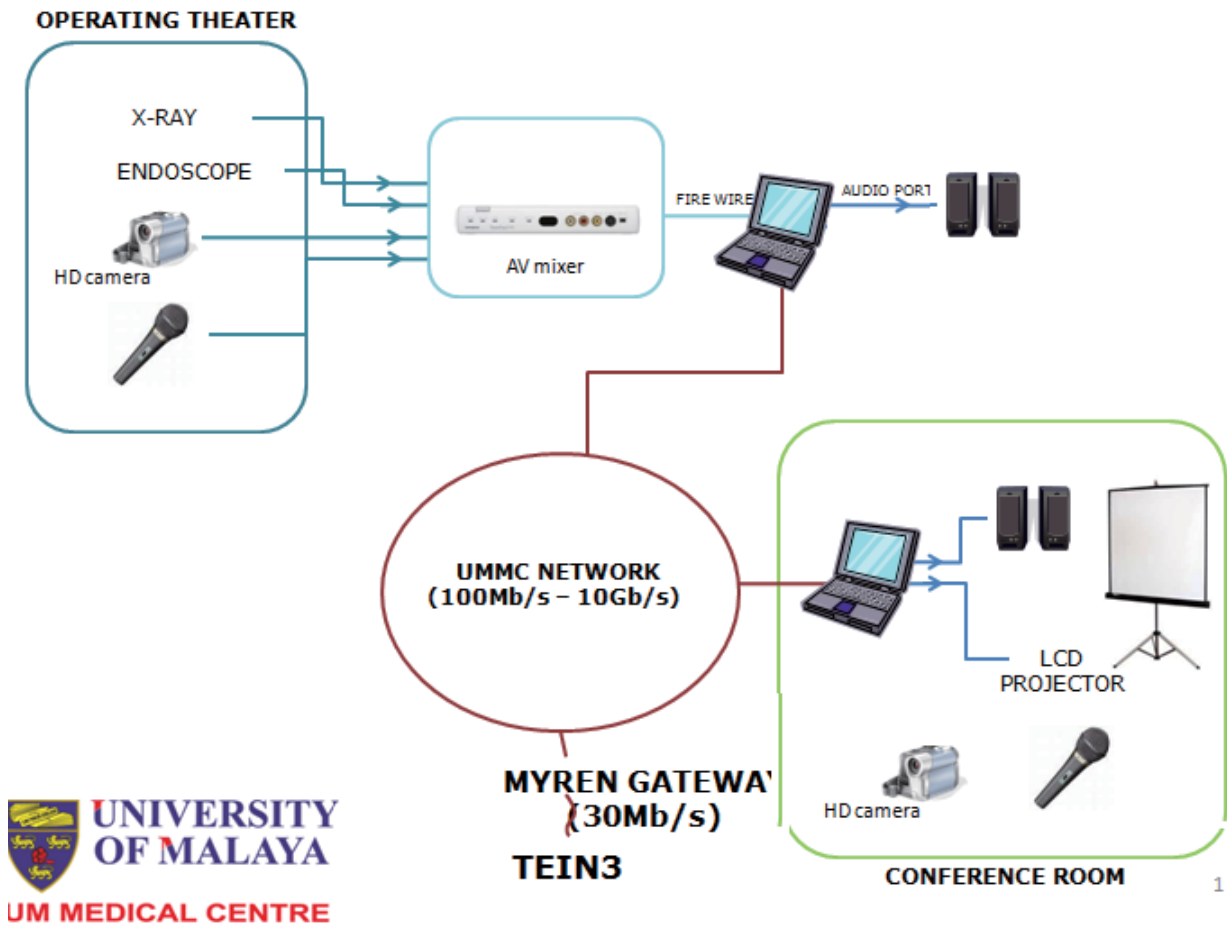 OPERATING THEATER
X-RAY
ENDOSCOPE
HD camera
AV mixer
FIRE WIRE
AUDIO PORT
UMMC NETWORK
(100Mb/s – 10Gb/s)
LCD
PROJECTOR
HD camera
MYREN GATEWAY
(30Mb/s)
TEIN3
CONFERENCE ROOM
UNIVERSITY
OF MALAYA
UM MEDICAL CENTRE
1